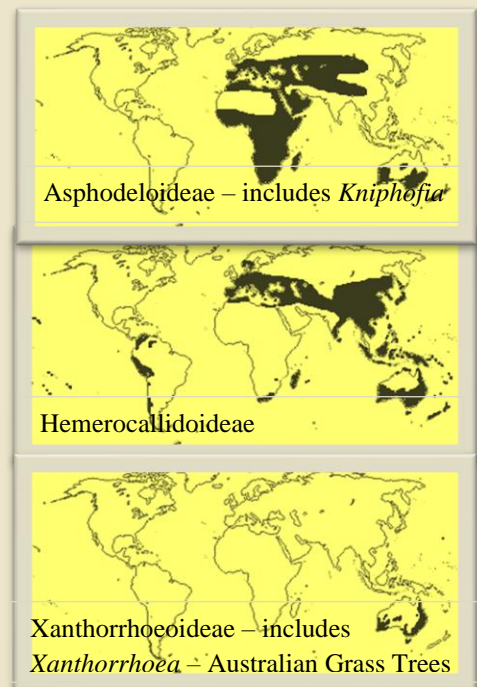 Asphodeloideae – includes Kniphofia
Hemerocallidoideae
Xanthorrhoeoideae – includes
Xanthorrhoea – Australian Grass Trees